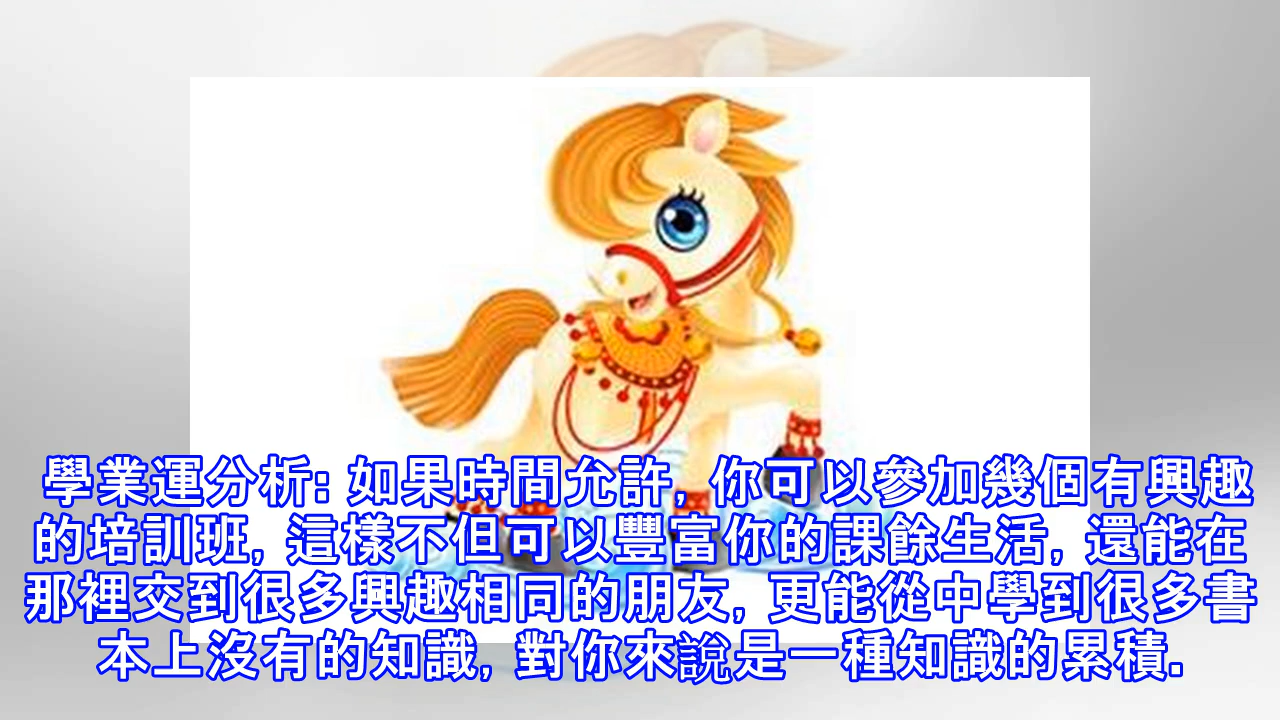 學業運分析: 如果時間允許, 你可以參加幾個有興趣
的培訓班, 這樣不但可以豐富你的課餘生活, 還能在
那裡交到很多興趣相同的朋友, 更能從中學到很多書
本上沒有的知識, 對你來說是一種知識的累積.